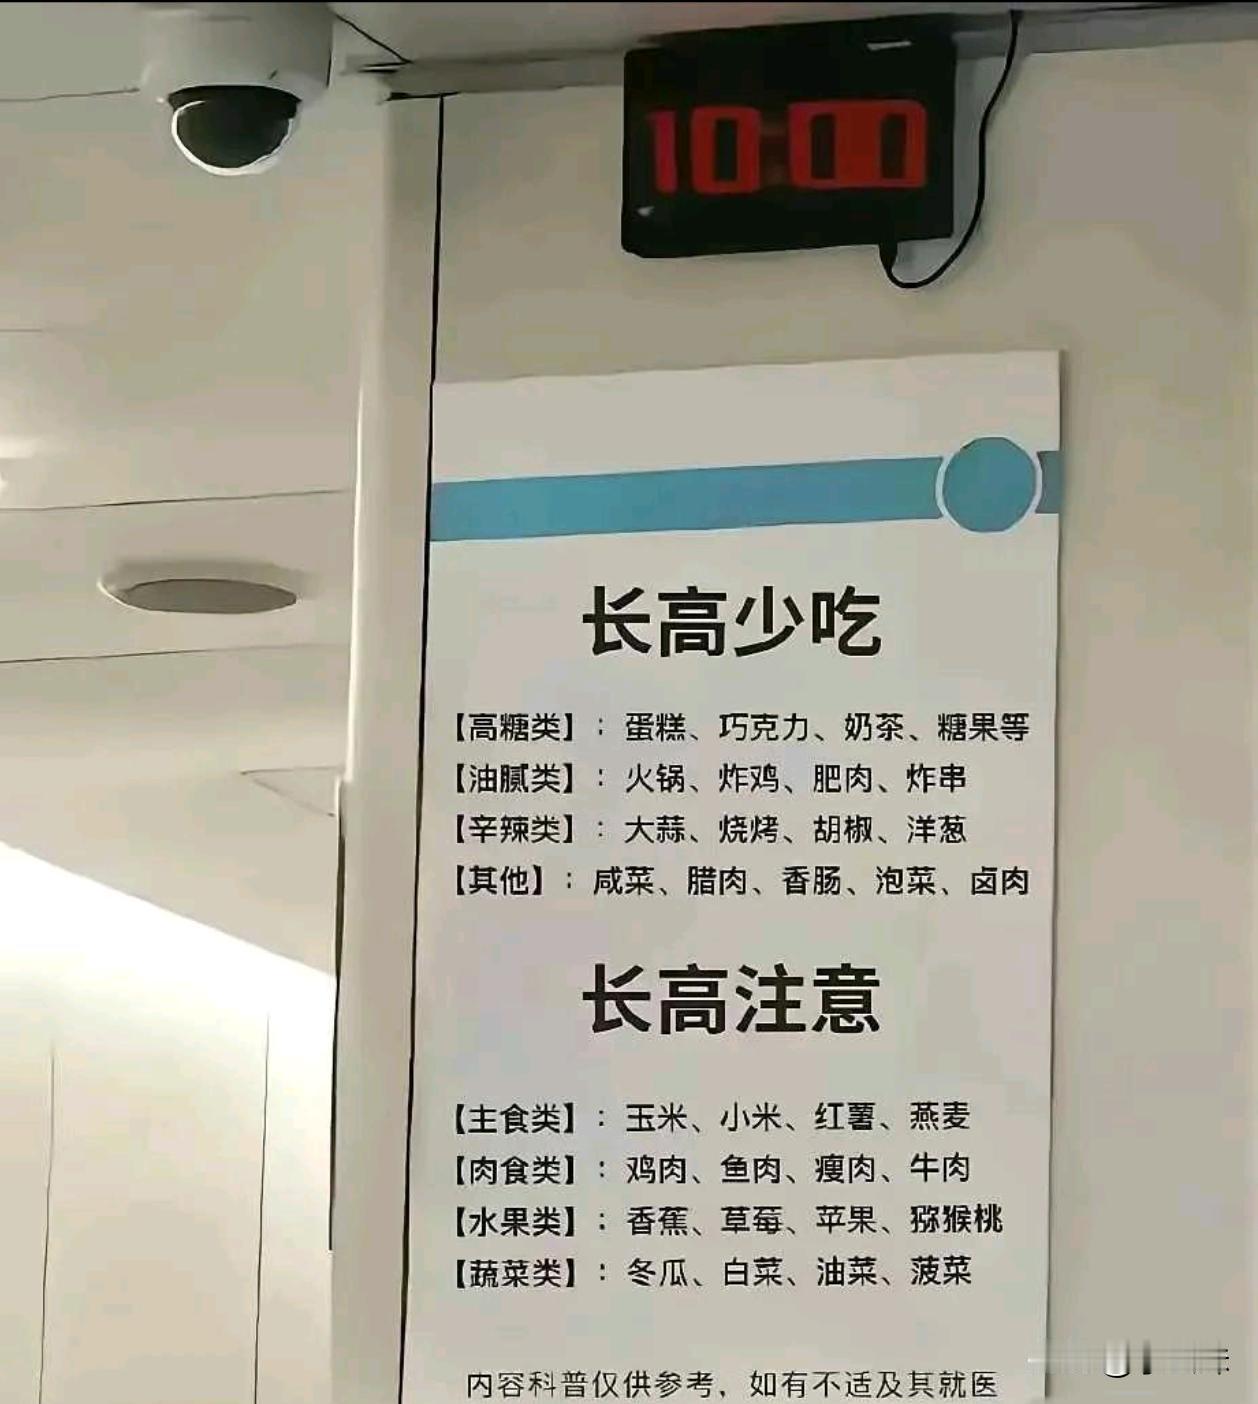 10:00
长高少吃
【高糖类】：蛋糕、巧克力、奶茶、糖果等
【油腻类】：火锅、炸鸡、肥肉、炸串
【辛辣类】：大蒜、烧烤、胡椒、洋葱
【其他】：咸菜、腊肉、香肠、泡菜、卤肉
长高注意
【主食类】：玉米、小米、红薯、燕麦
【肉食类】：鸡肉、鱼肉、瘦肉、牛肉
【水果类】：香蕉、草莓、苹果、猕猴桃
【蔬菜类】：冬瓜、白菜、油菜、菠菜
内容科普仅供参考，如有不适及其就医